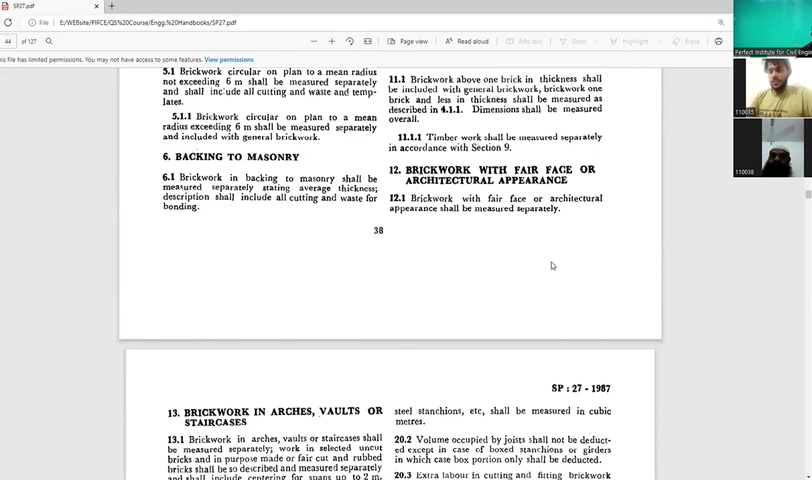 SP27.pdf
File
E:/WEBsite/PIFCE/QS%20Course/Engg.%20Handbooks/SP27.pdf
44 of 127
Page view
Read aloud
Add text
Draw
Highlight
Erase
his file has limited permissions. You may not have access to some features. View permissions
5.1 Brickwork circular on plan to a mean radius
not exceeding 6 m shall be measured separately
and shall include all cutting and waste and temp-
lates.
5.1.1 Brickwork circular on plan to a mean
radius exceeding 6 m shall be measured separately
and included with general brickwork.
6. BACKING TO MASONRY
6.1 Brickwork in backing to masonry shall be
measured separately stating average thickness;
description shall include all cutting and waste for
bonding.
11.1 Brickwork above one brick in thickness shall
be included with general brickwork, brickwork one
brick and less in thickness shall be measured as
described in 4.1.1. Dimensions shall be measured
overall.
11.1.1 Timber work shall be measured separately
in accordance with Section 9.
12. BRICKWORK WITH FAIR FACE OR
ARCHITECTURAL APPEARANCE
12.1 Brickwork with fair face or architectural
appearance shall be measured separately.
38
SP : 27 - 1987
13. BRICKWORK IN ARCHES, VAULTS OR
STAIRCASES
13.1 Brickwork in arches, vaults or staircases shall
be measured separately; work in selected uncut
bricks and in purpose made or fair cut and rubbed
bricks shall be so described and measured separately
and shall include centering for spans up to 2 m.
steel stanchions, etc, shall be measured in cubic
metres.
20.2 Volume occupied by joists shall not be deduct-
ed except in case of boxed stanchions or girders
in which case box portion only shall be deducted.
20.3 Extra labour in cutting and fitting brickwork
Perfect Institute for Civil Engin
110035
110038